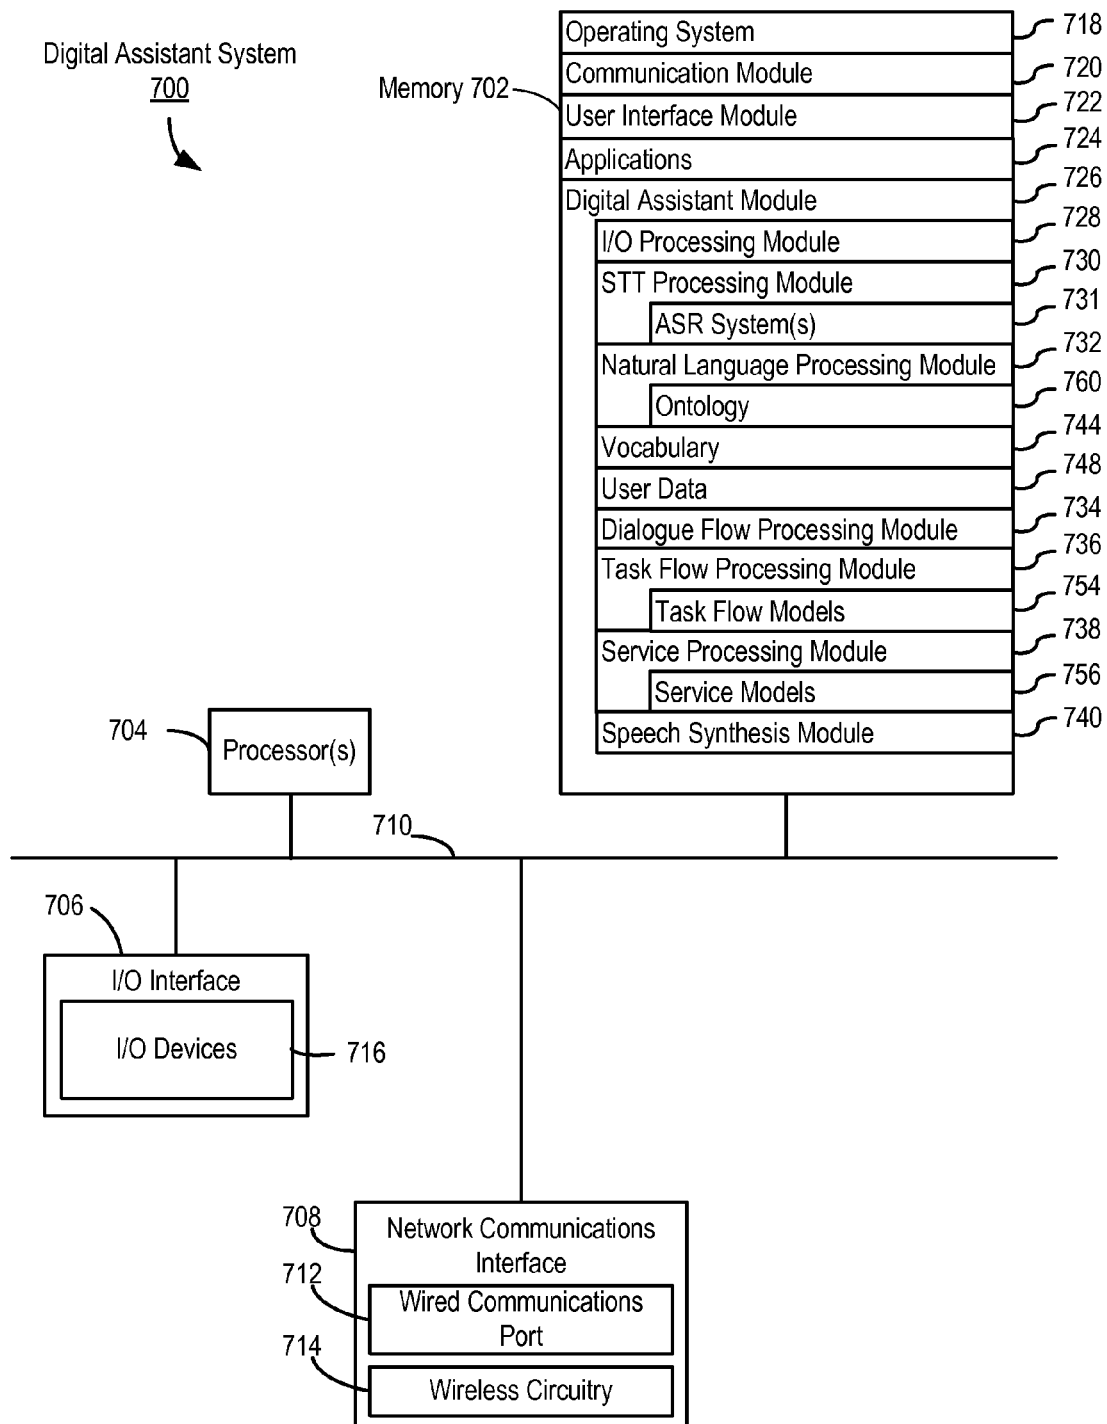 Digital Assistant System
700
Memory 702
Operating System 718
Communication Module 720
User Interface Module 722
Applications 724
Digital Assistant Module 726
I/O Processing Module 728
STT Processing Module 730
ASR System(s) 731
Natural Language Processing Module 732
Ontology 760
Vocabulary 744
User Data 748
Dialogue Flow Processing Module 734
Task Flow Processing Module 736
Task Flow Models 754
Service Processing Module 738
Service Models 756
Speech Synthesis Module 740
704
Processor(s)
710
706
I/O Interface
I/O Devices
716
708
Network Communications
Interface
712
Wired Communications
Port
714
Wireless Circuitry